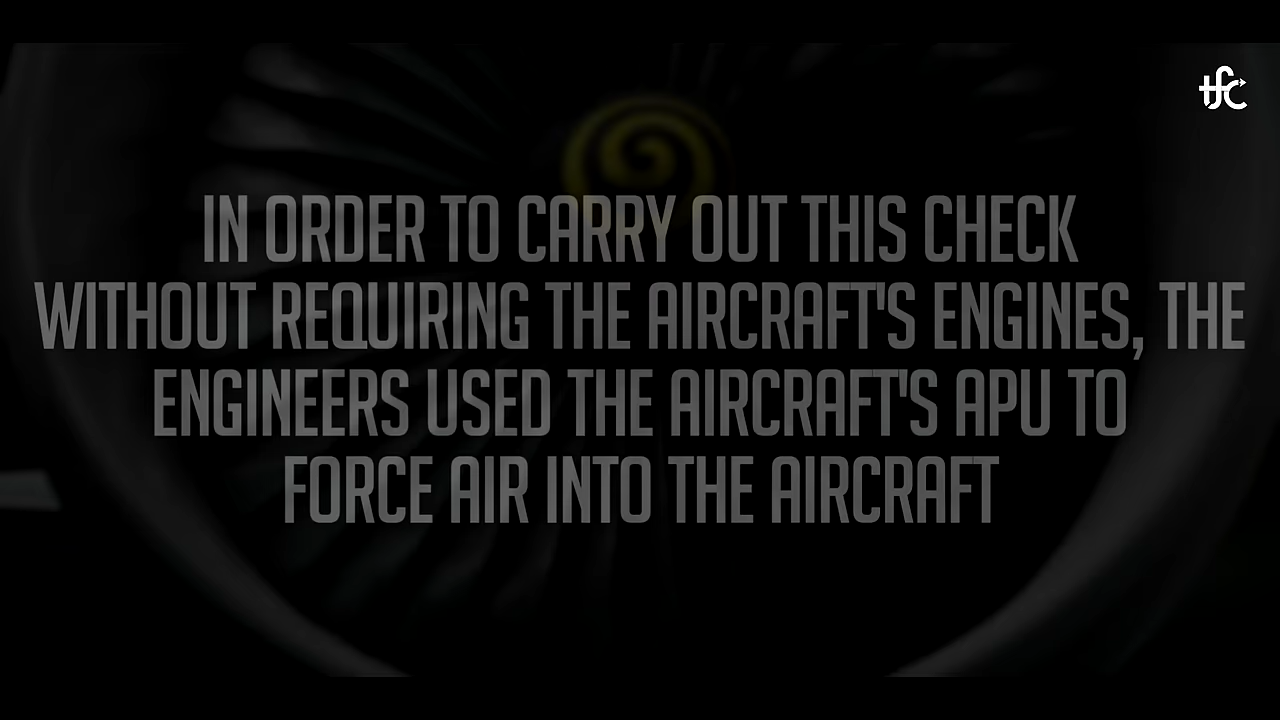 tfc
IN ORDER TO CARRY OUT THIS CHECK
WITHOUT REQUIRING THE AIRCRAFT'S ENGINES, THE
ENGINEERS USED THE AIRCRAFT'S APU TO
FORCE AIR INTO THE AIRCRAFT